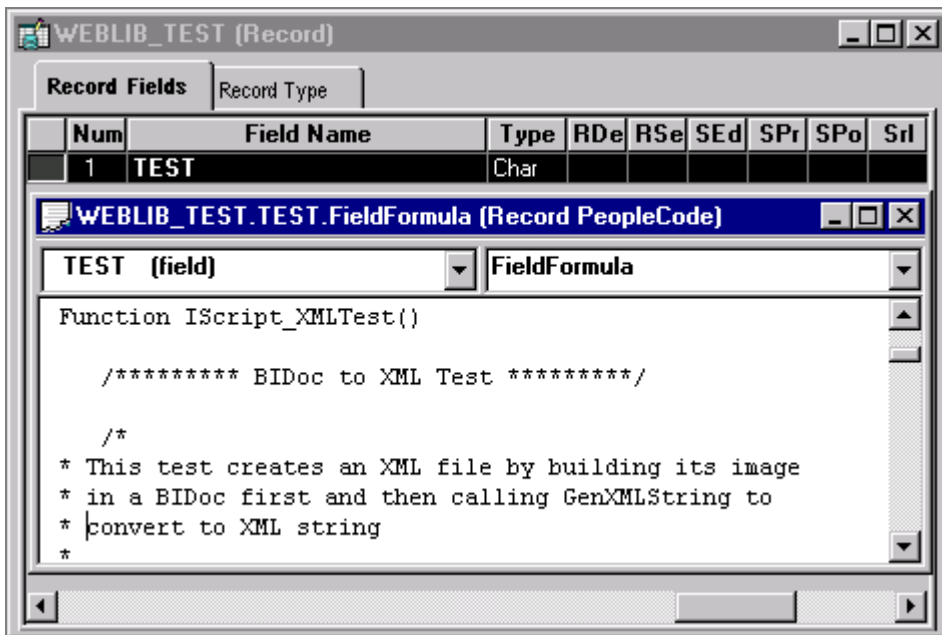 WEBLIB_TEST (Record)
Record Fields Record Type
Num Field Name Type RDe RSe SEd SPr SPo Srl
1 TEST Char
WEBLIB_TEST.TEST.FieldFormula (Record PeopleCode)
TEST (field) FieldFormula
Function IScript_XMLTest()
/********* BIDoc to XML Test *********/
/*
* This test creates an XML file by building its image
* in a BIDoc first and then calling GenXMLString to
* convert to XML string
*